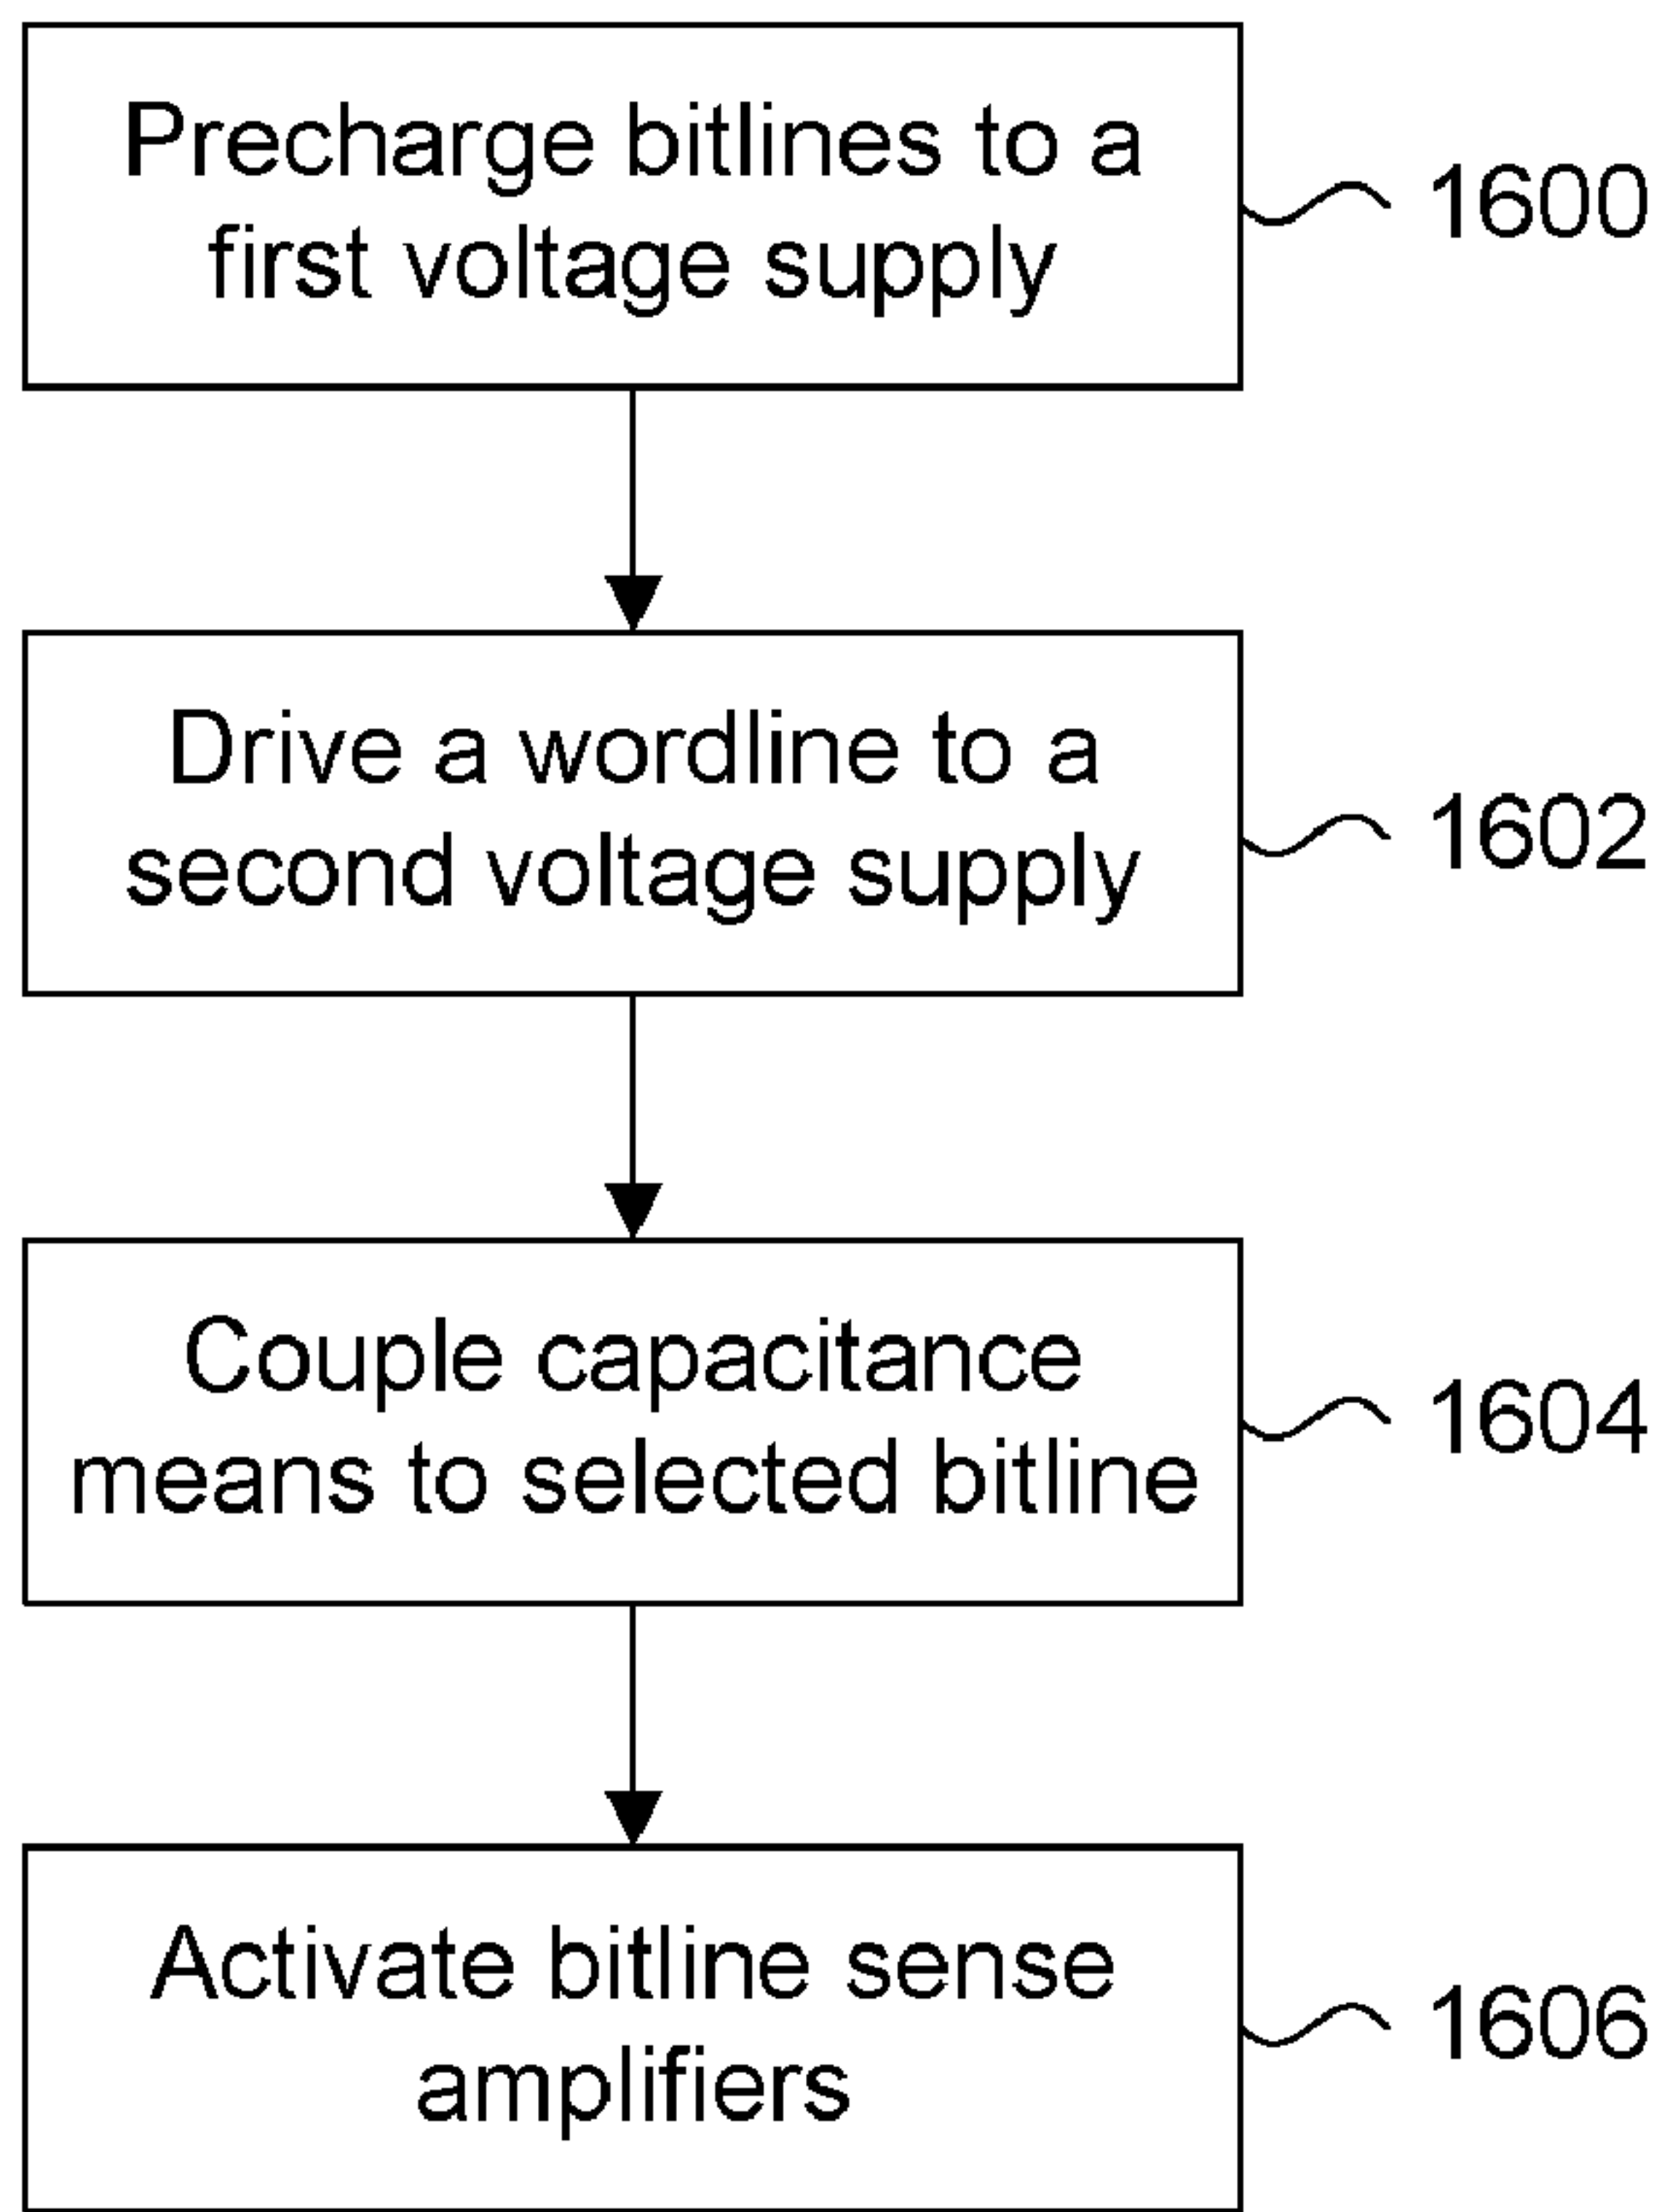 Precharge bitlines to a
first voltage supply
1600
Drive a wordline to a
second voltage supply
1602
Couple capacitance
means to selected bitline
1604
Activate bitline sense
amplifiers
1606